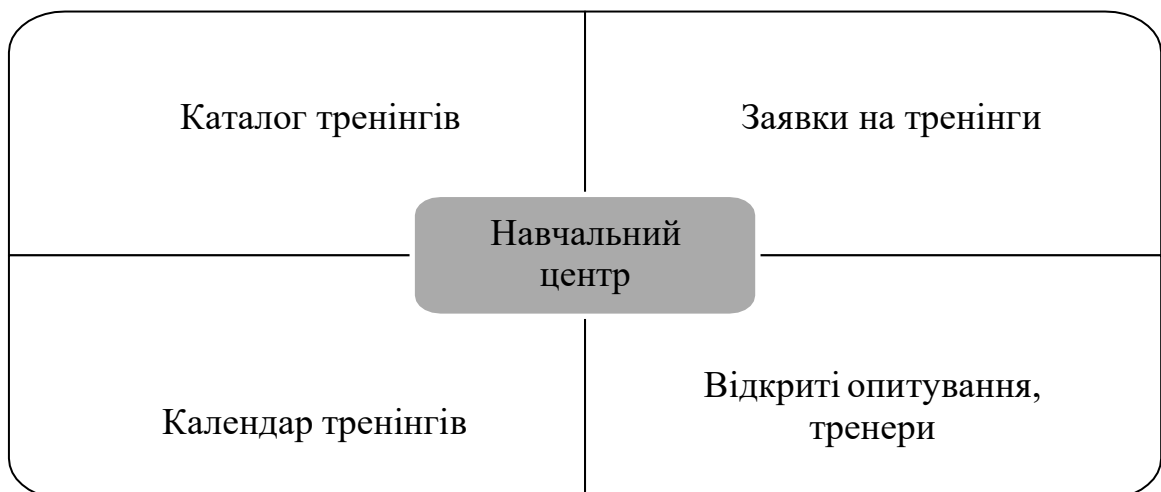 Каталог тренінгів
Заявки на тренінги
Навчальний
центр
Календар тренінгів
Відкриті опитування,
тренери